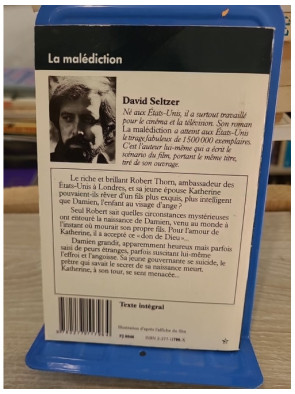 La malédiction
David Seltzer
Né aux États-Unis, il a surtout travaillé
pour le cinéma et la télévision. Son roman
La malédiction a atteint aux États-Unis
le tirage fabuleux de 1 500 000 exemplaires.
C'est l'auteur lui-même qui a écrit le
scénario du film, portant le même titre,
tiré de son ouvrage.
Le riche et brillant Robert Thorn, ambassadeur des
États-Unis à Londres, et sa jeune épouse Katherine
pouvaient-ils rêver d'un fils plus exquis, plus intelligent
que Damien, l'enfant au visage d'ange ?
Seul Robert sait quelles circonstances mystérieuses
ont entouré la naissance de Damien, venu au monde à
l'instant où mourait son propre fils. Pour l'amour de
Katherine, il a accepté ce « don de Dieu »...
Damien grandit, apparemment heureux mais parfois
saisi de peurs étranges, parfois suscitant lui-même
l'effroi et l'angoisse. Sa jeune gouvernante se suicide, le
prêtre qui savait le secret de sa naissance meurt.
Katherine, à son tour, se sent menacée...
Texte intégral
Illustration d'après l'affiche du film